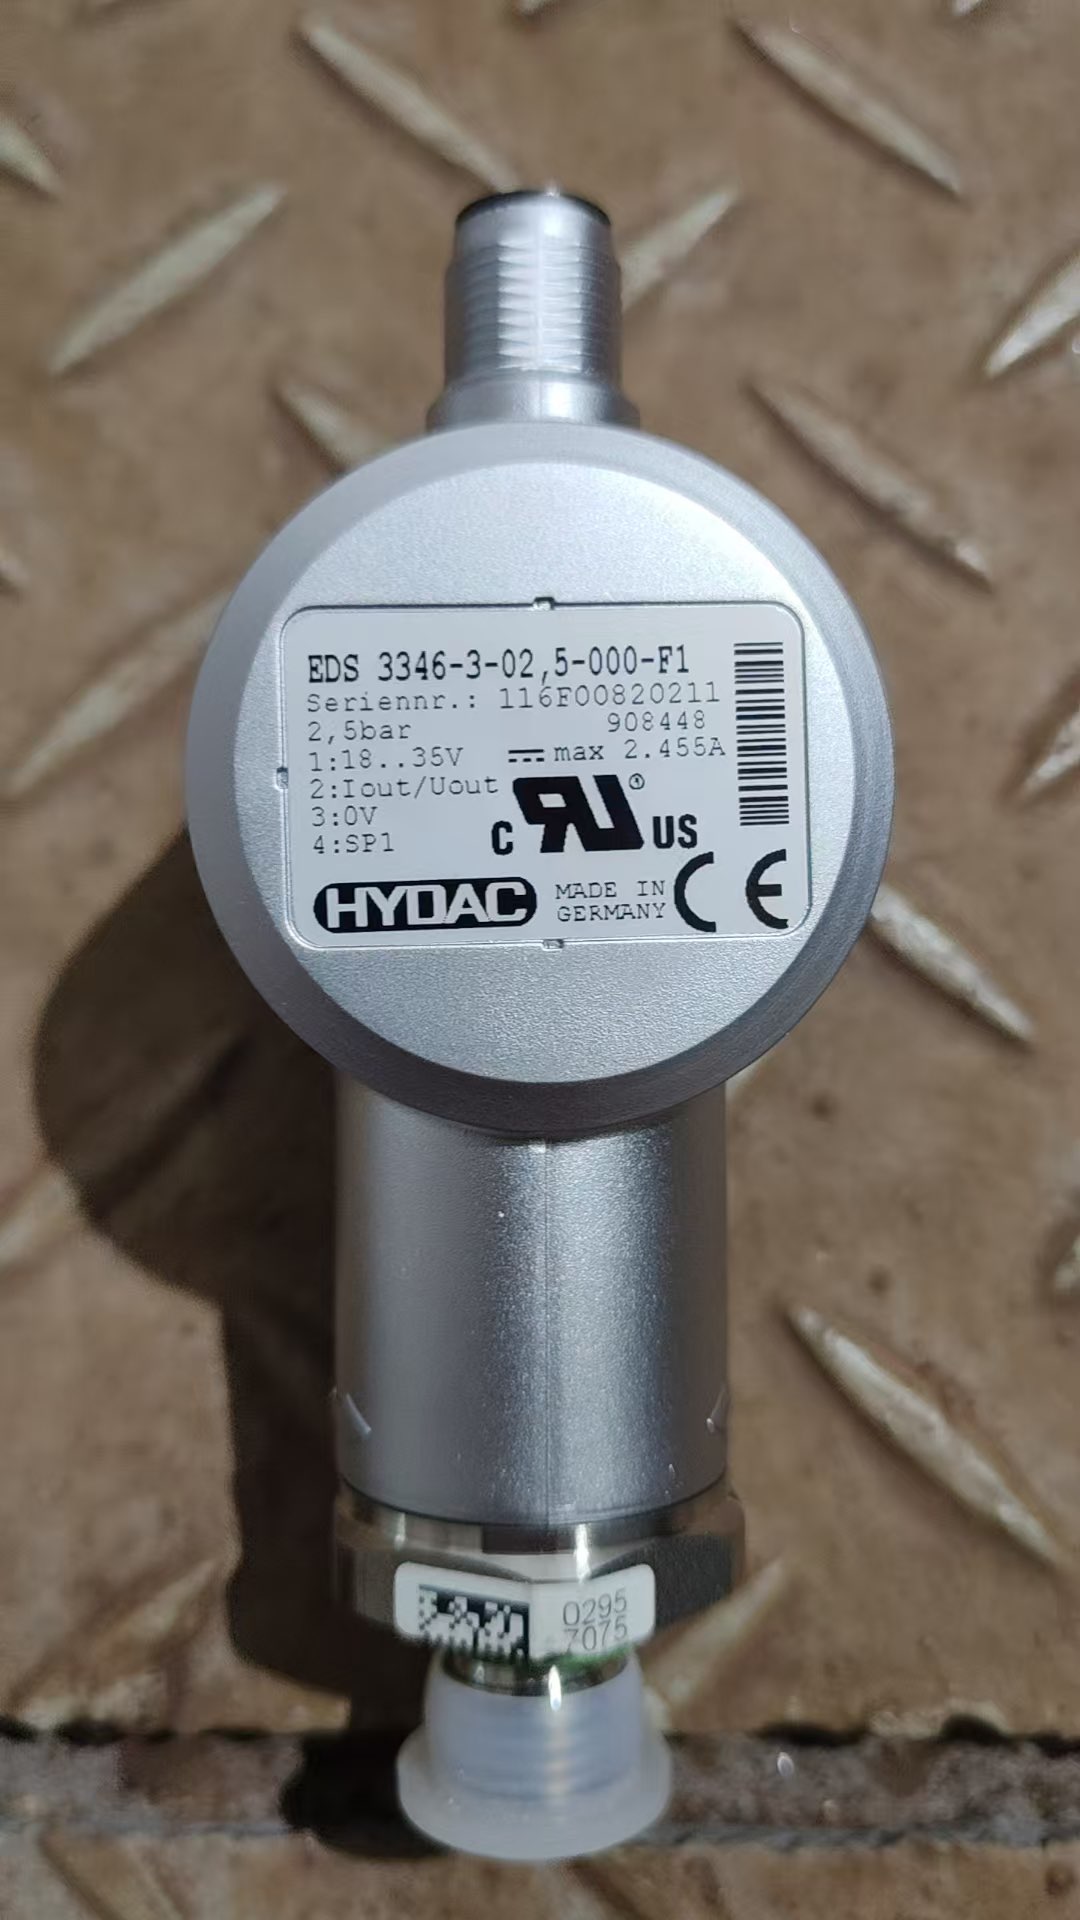 EDS 3346-3-02,5-000-F1
Seriennr.: 116F00820211
2,5bar 908448
1:18..35V ⎓ max 2.455A
2:Iout/Uout
3:0V
4:SP1
c RU ® US
HYDAC MADE IN GERMANY CE
0295
7075